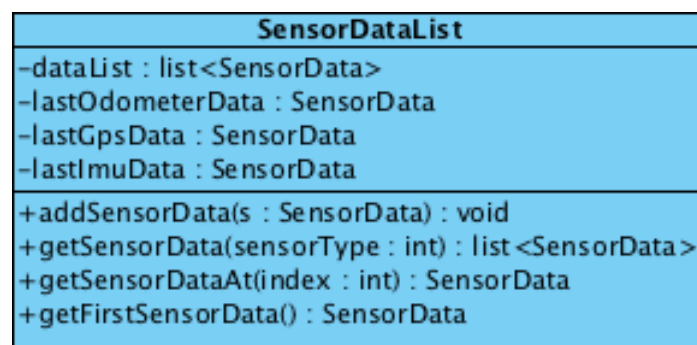 SensorDataList
-dataList : list<SensorData>
-lastOdometerData : SensorData
-lastGpsData : SensorData
-lastImuData : SensorData
+addSensorData(s : SensorData) : void
+getSensorData(sensorType : int) : list<SensorData>
+getSensorDataAt(index : int) : SensorData
+getFirstSensorData() : SensorData